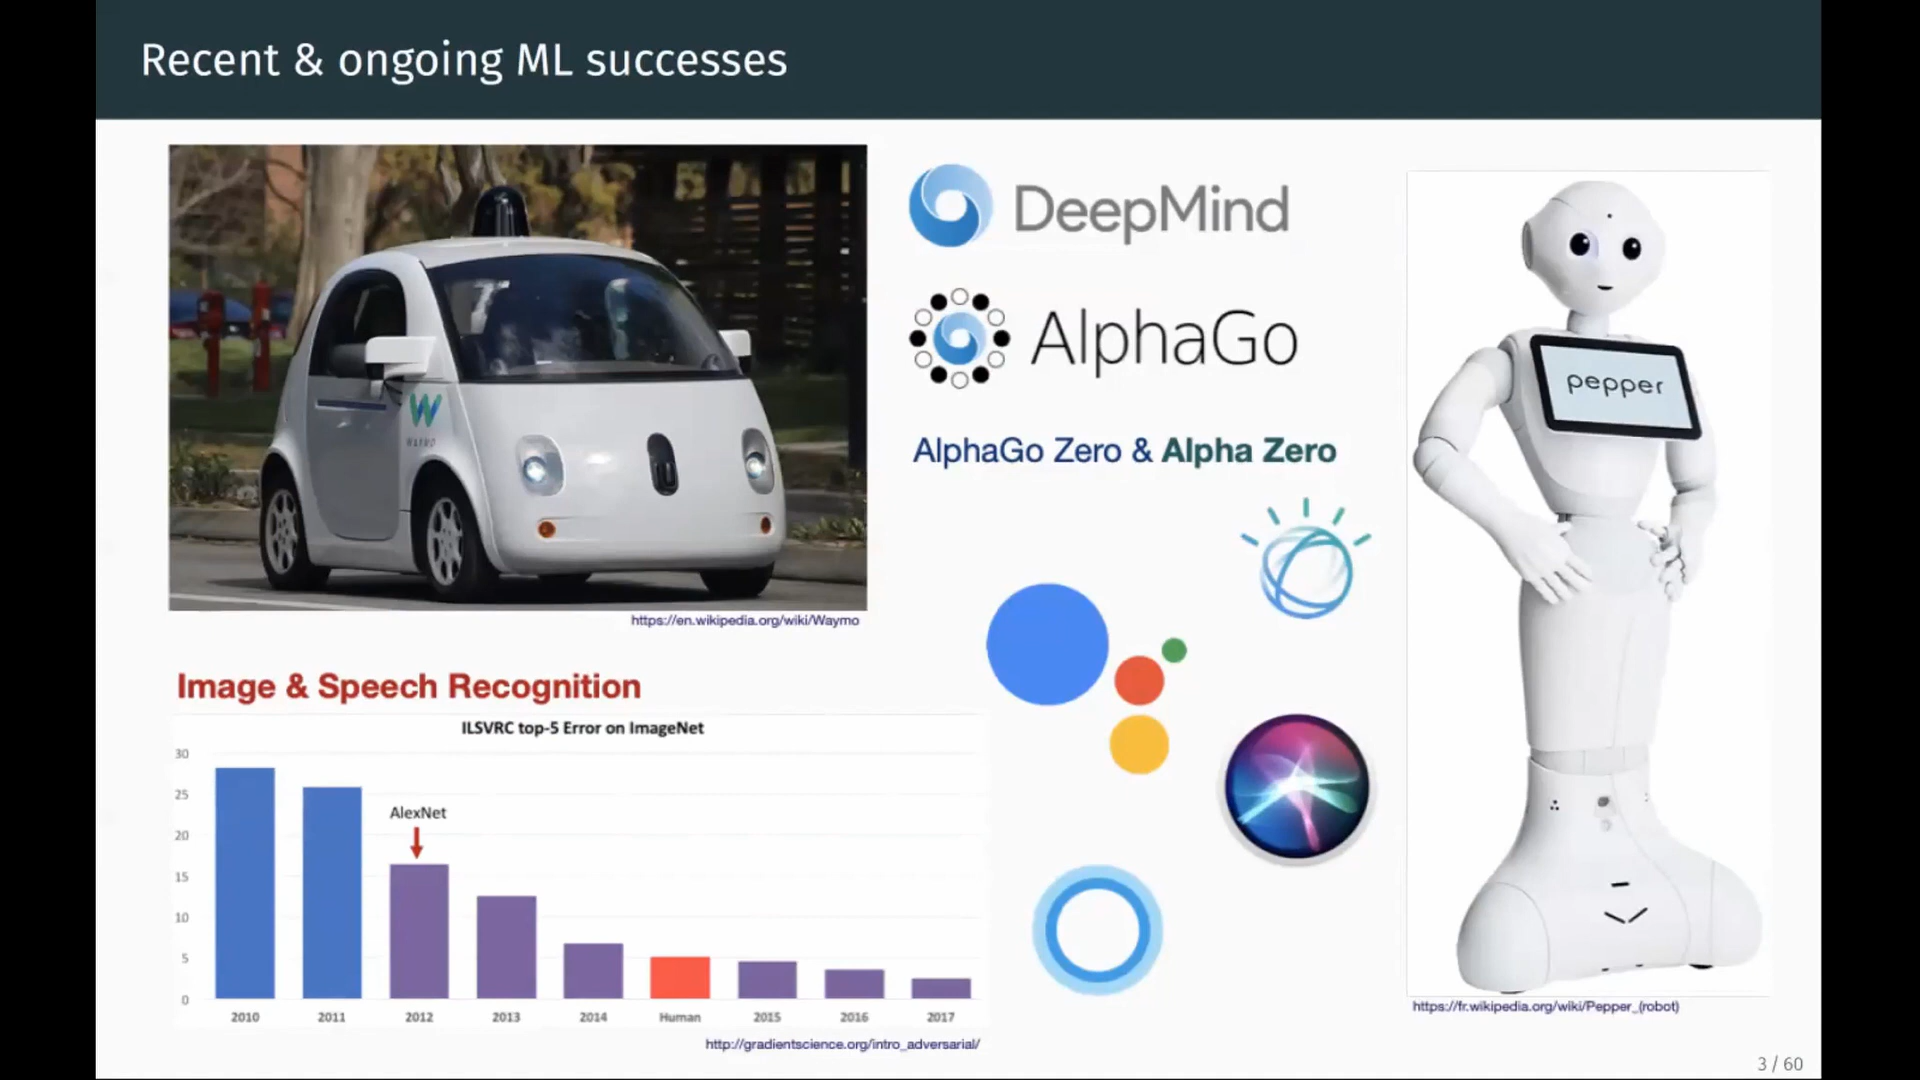 Recent & ongoing ML successes
WAYMO
https://en.wikipedia.org/wiki/Waymo
DeepMind
AlphaGo
AlphaGo Zero & Alpha Zero
pepper
https://fr.wikipedia.org/wiki/Pepper_(robot)
Image & Speech Recognition
ILSVRC top-5 Error on ImageNet
30
25
20
15
10
5
0
AlexNet
2010 2011 2012 2013 2014 Human 2015 2016 2017
http://gradientscience.org/intro_adversarial/
3 / 60